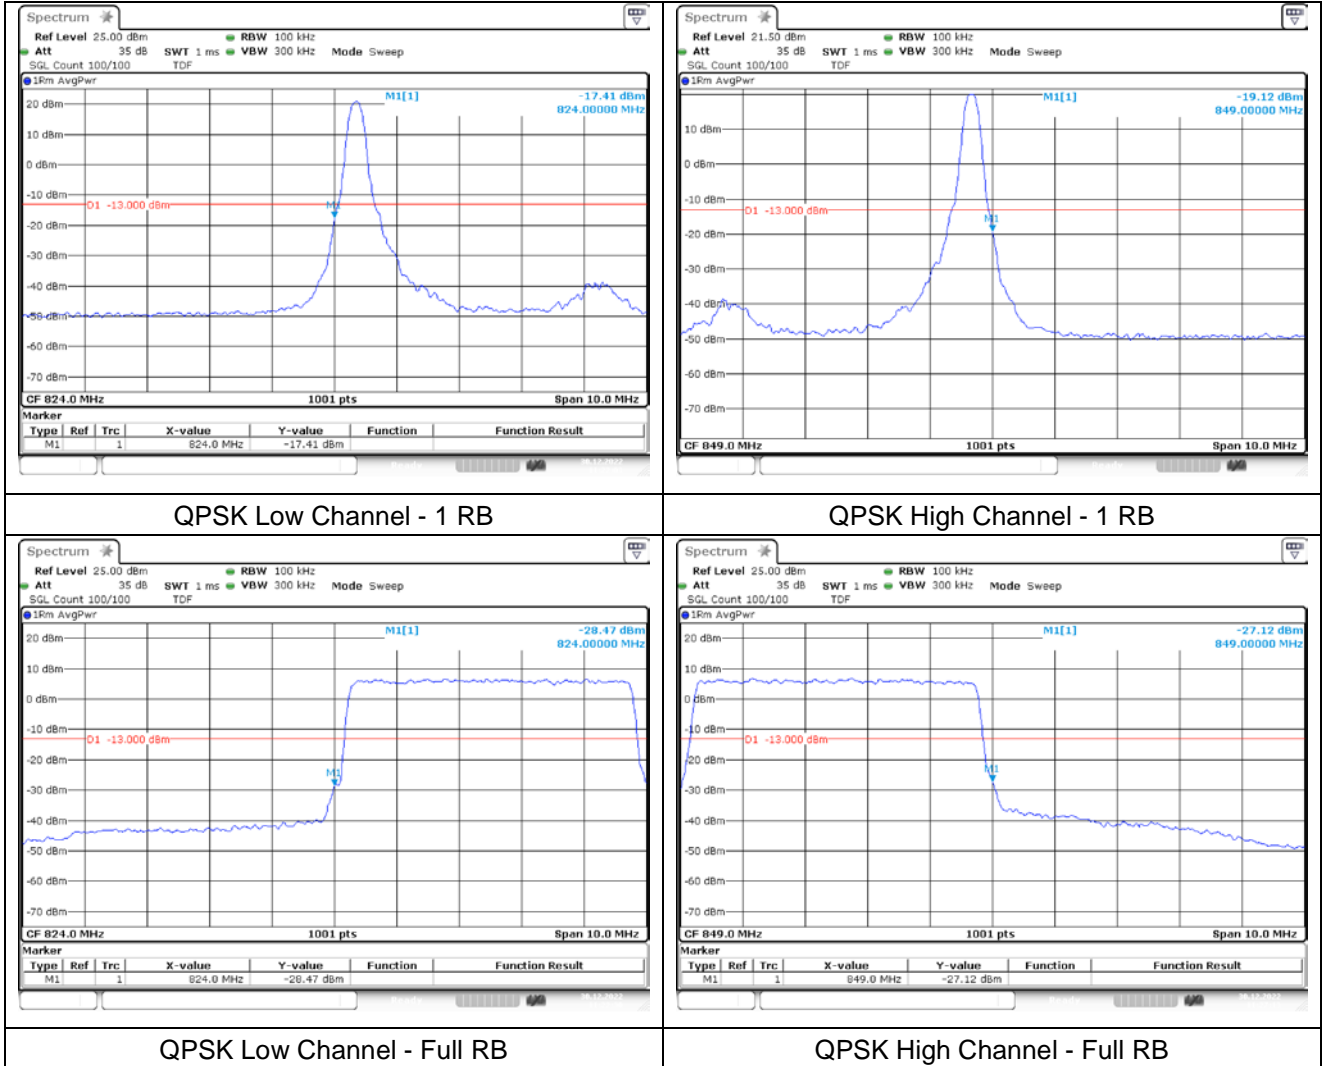 Spectrum
Ref Level 25.00 dBm RBW 100 kHz
Att 35 dB SWT 1 ms VBW 300 kHz Mode Sweep
SGL Count 100/100 TDF
1Rm AvgPwr
M1[1] -17.41 dBm
824.00000 MHz
20 dBm
10 dBm
0 dBm
-10 dBm
D1 -13.000 dBm
M1
-20 dBm
-30 dBm
-40 dBm
-50 dBm
-60 dBm
-70 dBm
CF 824.0 MHz 1001 pts Span 10.0 MHz
Marker
Type Ref Trc X-value Y-value Function Function Result
M1 1 824.0 MHz -17.41 dBm
QPSK Low Channel - 1 RB
Spectrum
Ref Level 21.50 dBm RBW 100 kHz
Att 35 dB SWT 1 ms VBW 300 kHz Mode Sweep
SGL Count 100/100 TDF
1Rm AvgPwr
M1[1] -19.12 dBm
849.00000 MHz
10 dBm
0 dBm
-10 dBm
D1 -13.000 dBm
M1
-20 dBm
-30 dBm
-40 dBm
-50 dBm
-60 dBm
-70 dBm
CF 849.0 MHz 1001 pts Span 10.0 MHz
QPSK High Channel - 1 RB
Spectrum
Ref Level 25.00 dBm RBW 100 kHz
Att 35 dB SWT 1 ms VBW 300 kHz Mode Sweep
SGL Count 100/100 TDF
1Rm AvgPwr
M1[1] -28.47 dBm
824.00000 MHz
20 dBm
10 dBm
0 dBm
-10 dBm
D1 -13.000 dBm
-20 dBm
M1
-30 dBm
-40 dBm
-50 dBm
-60 dBm
-70 dBm
CF 824.0 MHz 1001 pts Span 10.0 MHz
Marker
Type Ref Trc X-value Y-value Function Function Result
M1 1 824.0 MHz -28.47 dBm
QPSK Low Channel - Full RB
Spectrum
Ref Level 25.00 dBm RBW 100 kHz
Att 35 dB SWT 1 ms VBW 300 kHz Mode Sweep
SGL Count 100/100 TDF
1Rm AvgPwr
M1[1] -27.12 dBm
849.00000 MHz
20 dBm
10 dBm
0 dBm
-10 dBm
D1 -13.000 dBm
-20 dBm
M1
-30 dBm
-40 dBm
-50 dBm
-60 dBm
-70 dBm
CF 849.0 MHz 1001 pts Span 10.0 MHz
Marker
Type Ref Trc X-value Y-value Function Function Result
M1 1 849.0 MHz -27.12 dBm
QPSK High Channel - Full RB